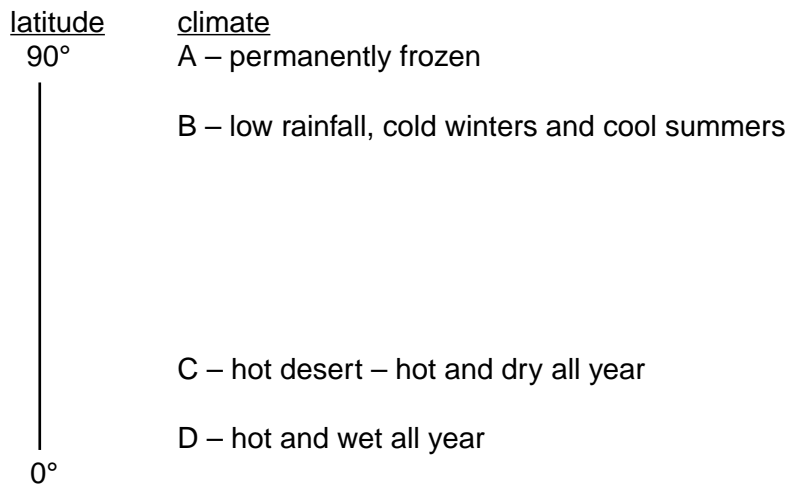 latitude climate
90° A – permanently frozen
B – low rainfall, cold winters and cool summers
C – hot desert – hot and dry all year
D – hot and wet all year
0°